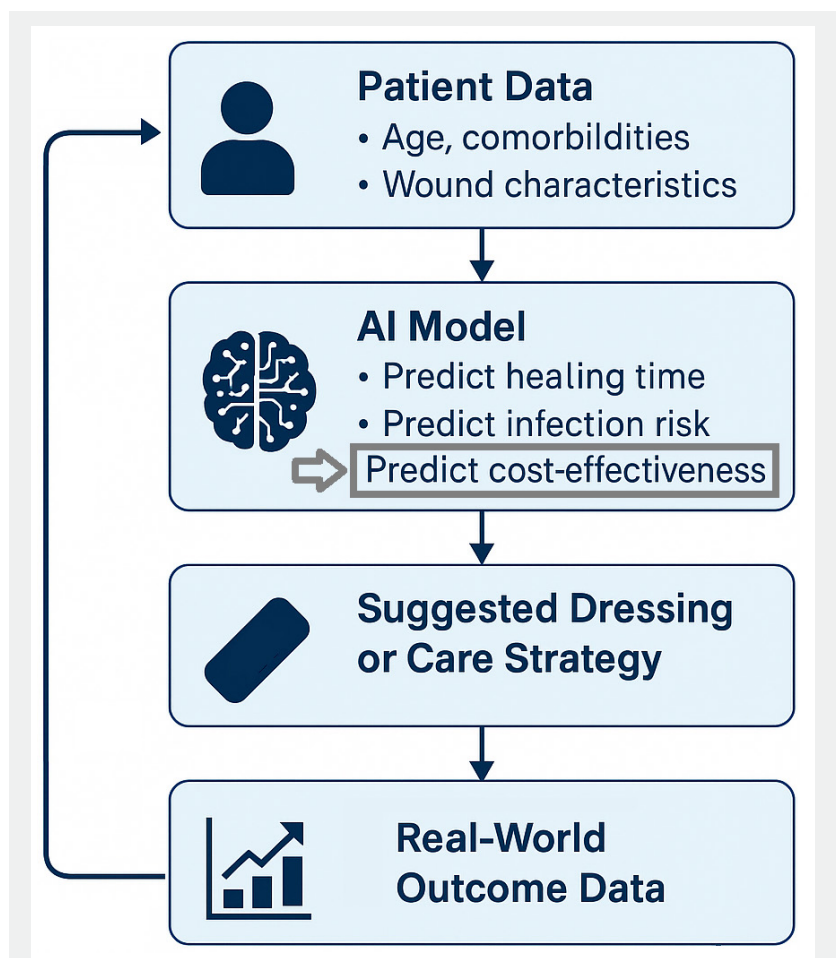 Patient Data
• Age, comorbildities
• Wound characteristics
AI Model
• Predict healing time
• Predict infection risk
Predict cost-effectiveness
Suggested Dressing
or Care Strategy
Real-World
Outcome Data